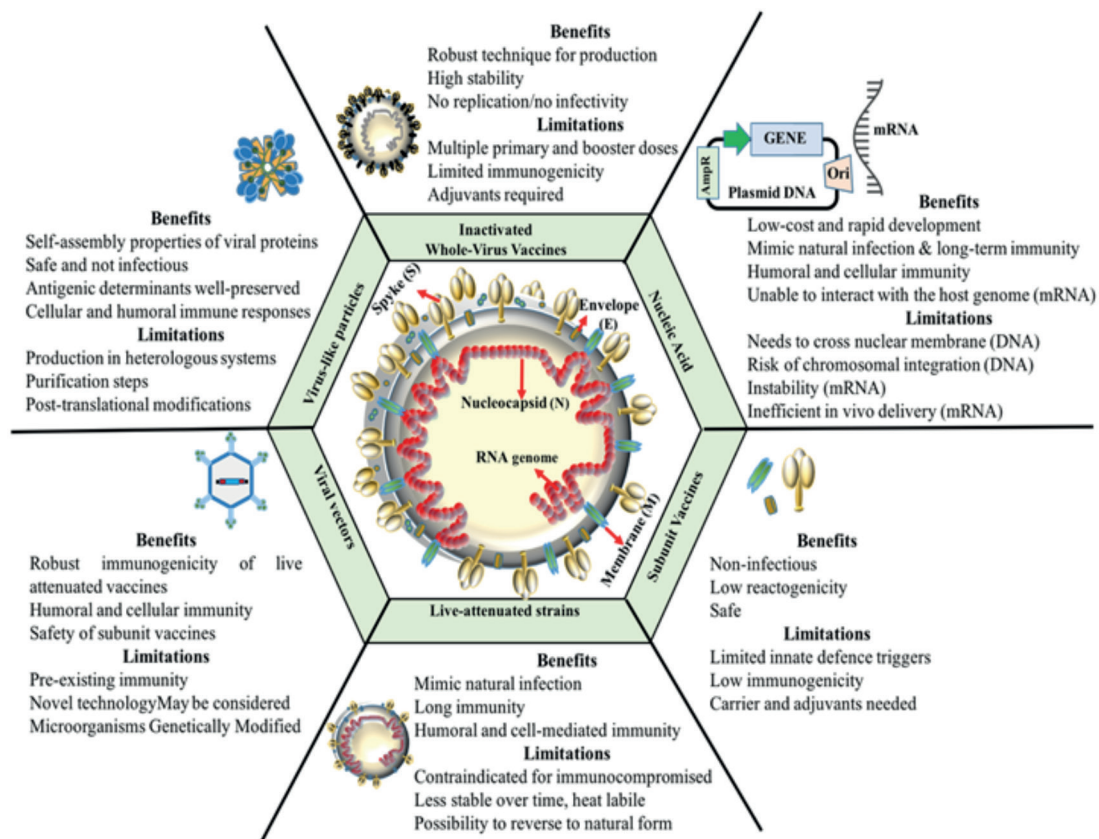 Benefits
Robust technique for production
High stability
No replication/no infectivity
Limitations
Multiple primary and booster doses
Limited immunogenicity
Adjuvants required
Inactivated
Whole-Virus Vaccines
GENE
mRNA
AmpR
Ori
Plasmid DNA
Benefits
Low-cost and rapid development
Mimic natural infection & long-term immunity
Humoral and cellular immunity
Unable to interact with the host genome (mRNA)
Limitations
Needs to cross nuclear membrane (DNA)
Risk of chromosomal integration (DNA)
Instability (mRNA)
Inefficient in vivo delivery (mRNA)
Nucleic Acid
Benefits
Self-assembly properties of viral proteins
Safe and not infectious
Antigenic determinants well-preserved
Cellular and humoral immune responses
Limitations
Production in heterologous systems
Purification steps
Post-translational modifications
Virus-like particles
Spyke (S)
Envelope
(E)
Nucleocapsid (N)
RNA genome
Membrane (M)
Viral vectors
Benefits
Robust immunogenicity of live
attenuated vaccines
Humoral and cellular immunity
Safety of subunit vaccines
Limitations
Pre-existing immunity
Novel technologyMay be considered
Microorganisms Genetically Modified
Subunit Vaccines
Benefits
Non-infectious
Low reactogenicity
Safe
Limitations
Limited innate defence triggers
Low immunogenicity
Carrier and adjuvants needed
Live-attenuated strains
Benefits
Mimic natural infection
Long immunity
Humoral and cell-mediated immunity
Limitations
Contraindicated for immunocompromised
Less stable over time, heat labile
Possibility to reverse to natural form